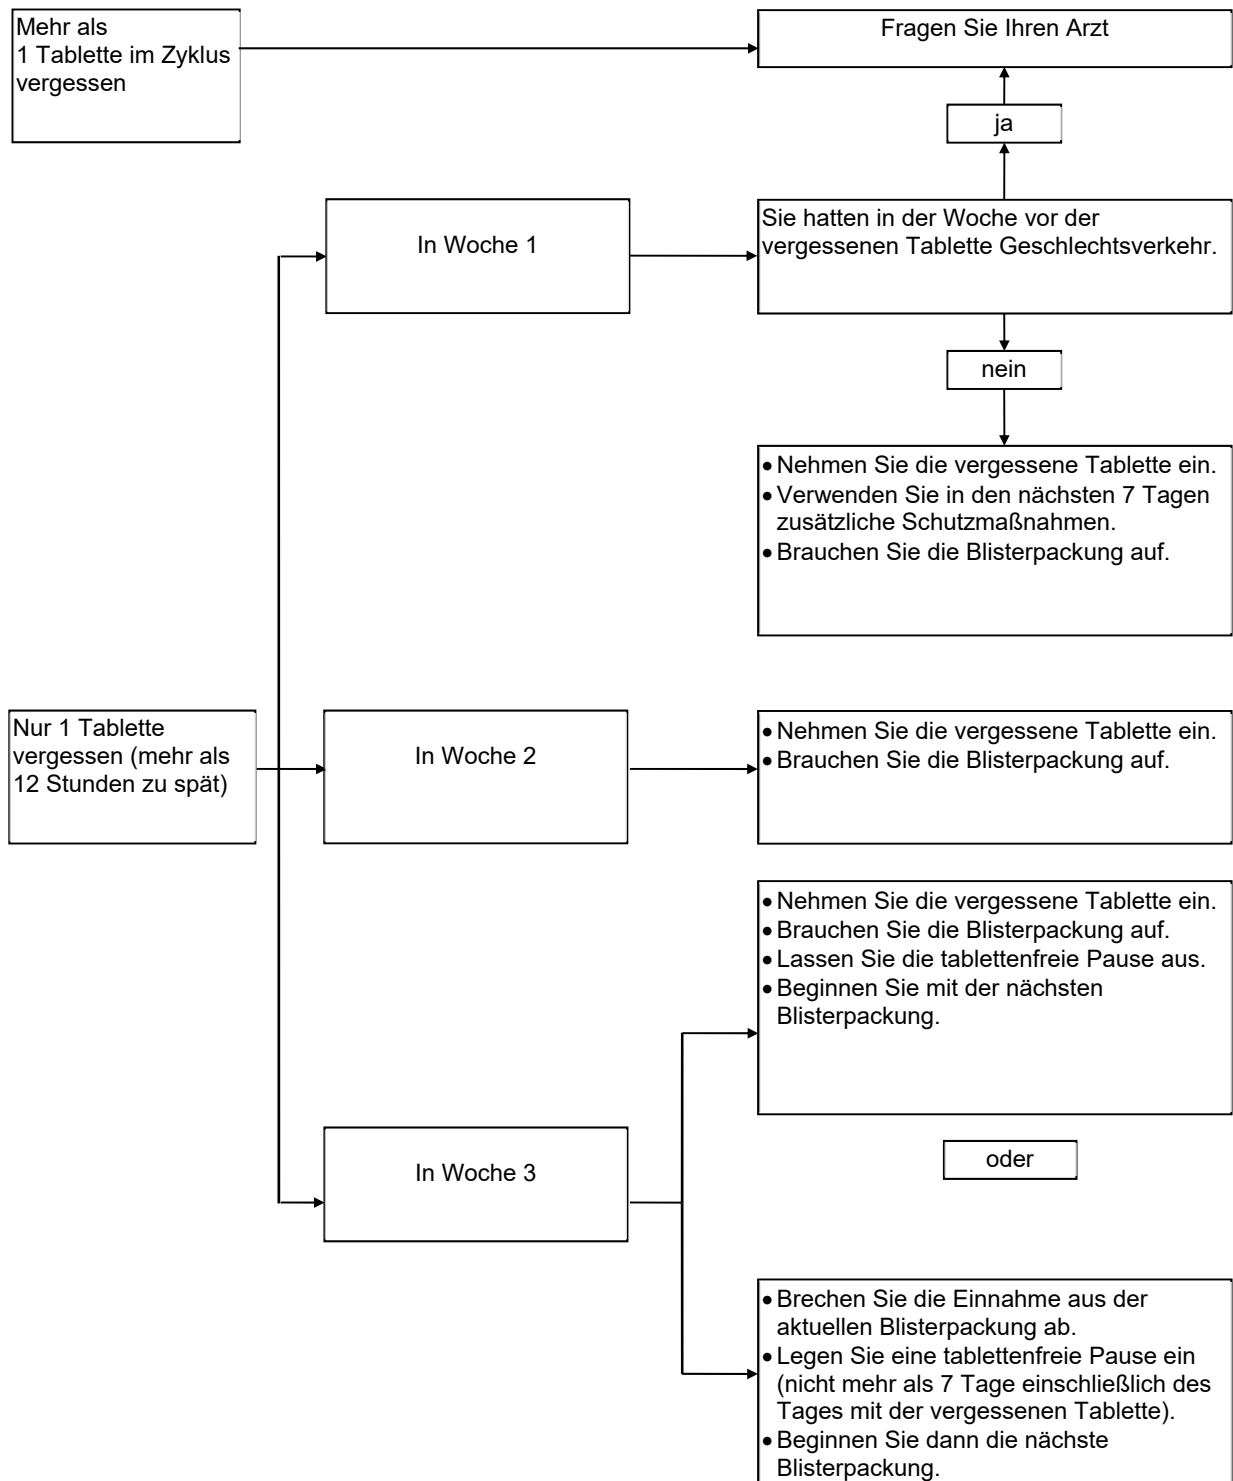 Mehr als
1 Tablette im Zyklus
vergessen
Fragen Sie Ihren Arzt
ja
In Woche 1
Sie hatten in der Woche vor der
vergessenen Tablette Geschlechtsverkehr.
nein
• Nehmen Sie die vergessene Tablette ein.
• Verwenden Sie in den nächsten 7 Tagen
zusätzliche Schutzmaßnahmen.
• Brauchen Sie die Blisterpackung auf.
Nur 1 Tablette
vergessen (mehr als
12 Stunden zu spät)
In Woche 2
• Nehmen Sie die vergessene Tablette ein.
• Brauchen Sie die Blisterpackung auf.
• Nehmen Sie die vergessene Tablette ein.
• Brauchen Sie die Blisterpackung auf.
• Lassen Sie die tablettenfreie Pause aus.
• Beginnen Sie mit der nächsten
Blisterpackung.
In Woche 3
oder
• Brechen Sie die Einnahme aus der
aktuellen Blisterpackung ab.
• Legen Sie eine tablettenfreie Pause ein
(nicht mehr als 7 Tage einschließlich des
Tages mit der vergessenen Tablette).
• Beginnen Sie dann die nächste
Blisterpackung.